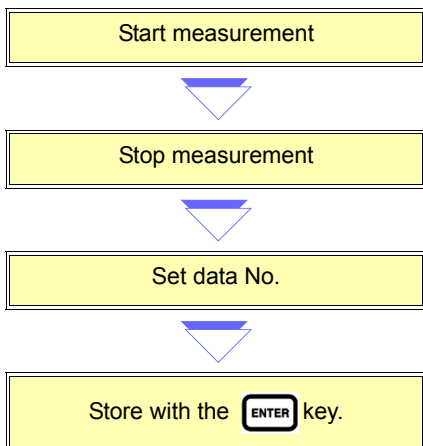 Start measurement
Stop measurement
Set data No.
Store with the ENTER key.